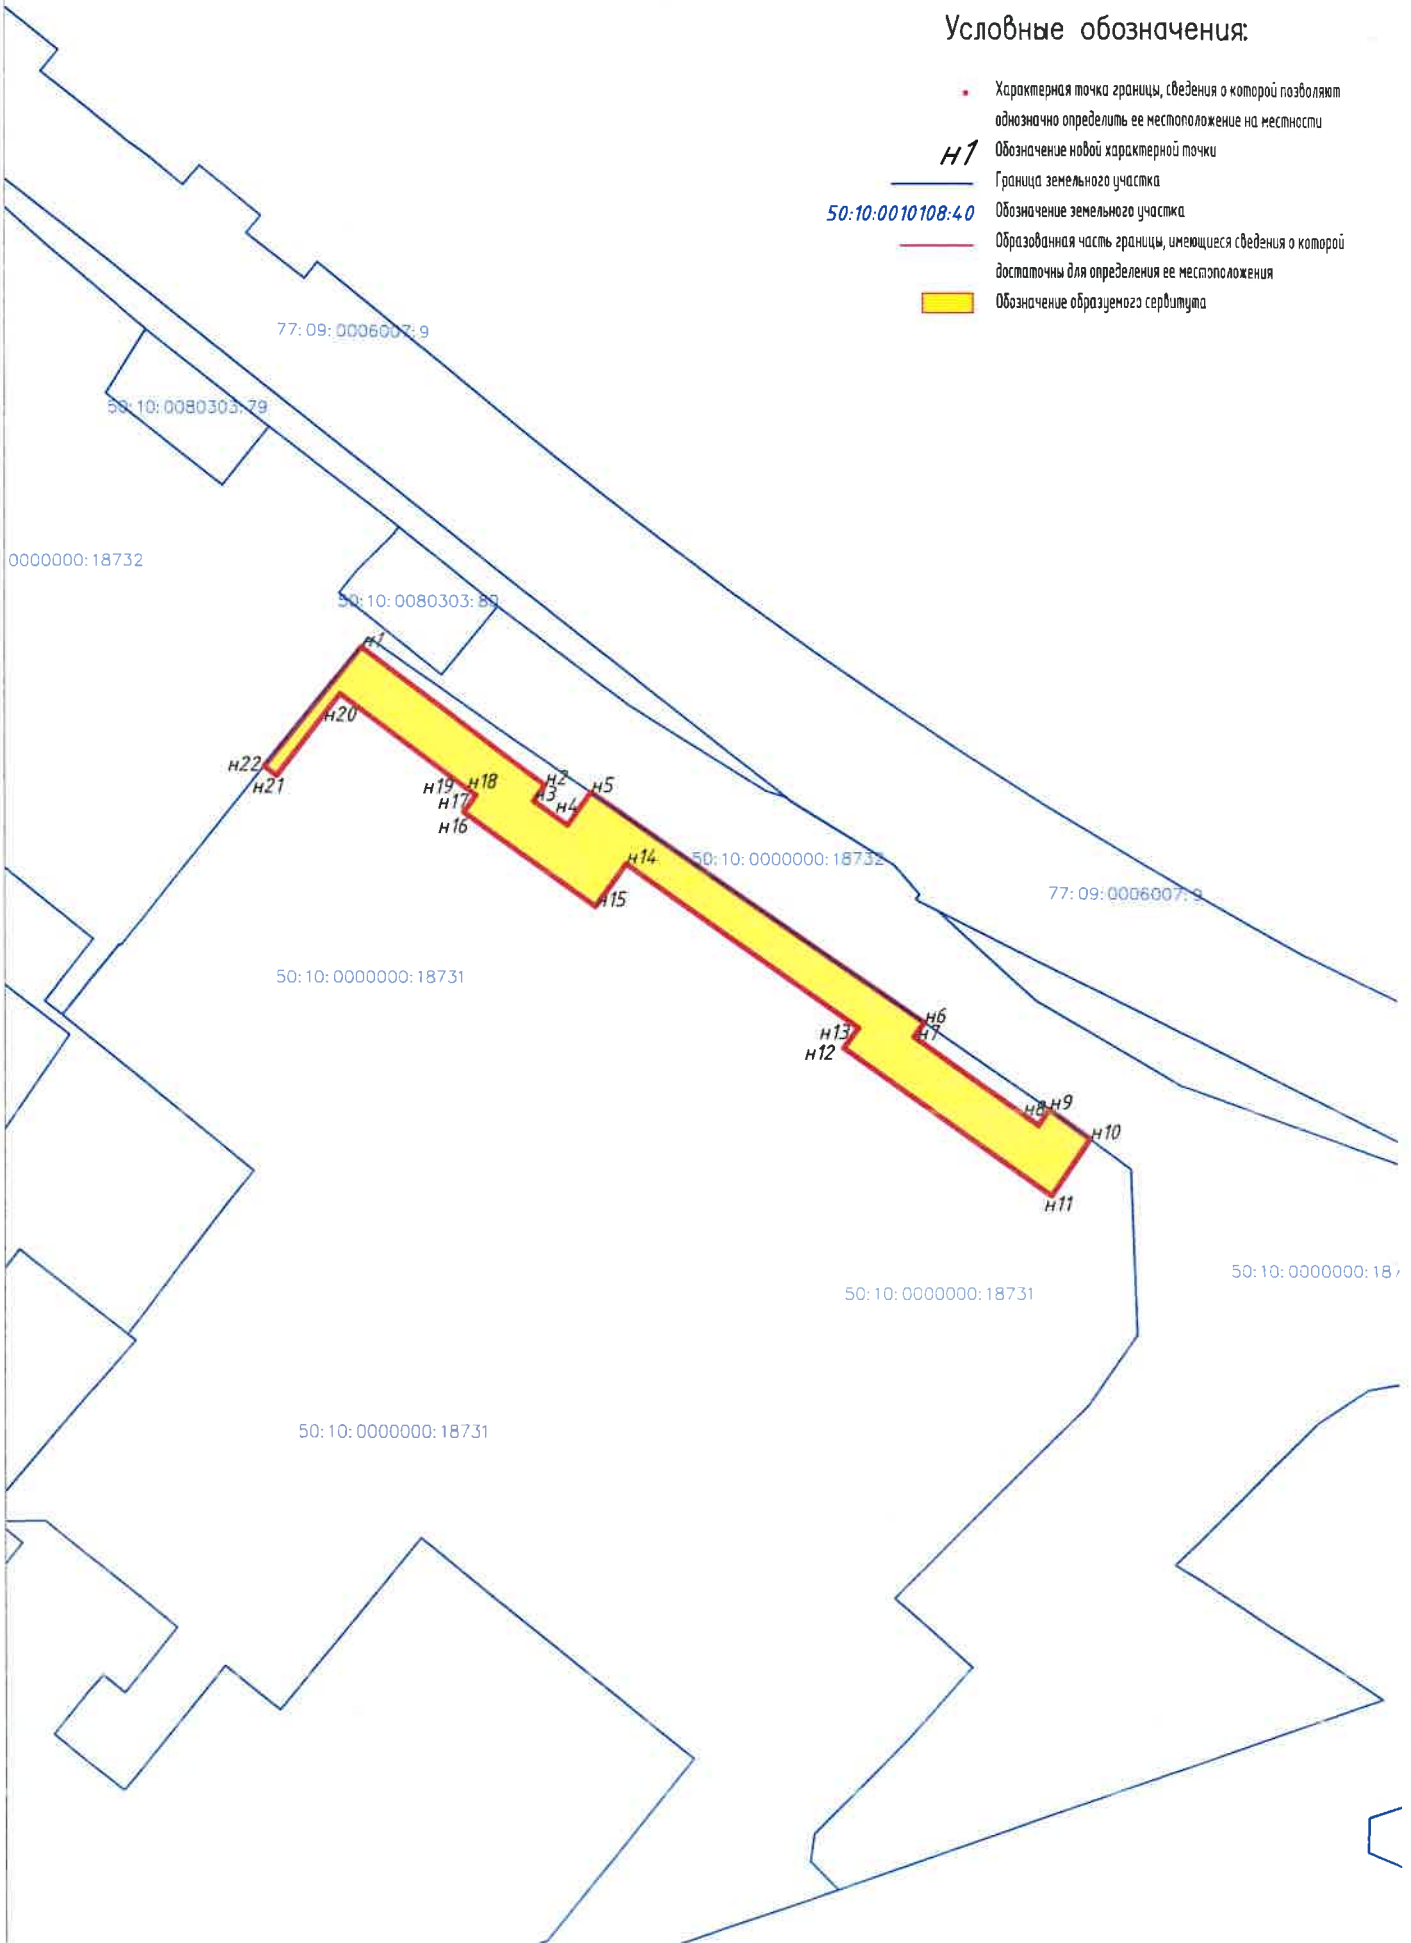 Условные обозначения:
Характерная точка границы, сведения о которой позволяют
однозначно определить ее местоположение на местности
н1 Обозначение новой характерной точки
Граница земельного участка
50:10:0010108:40 Обозначение земельного участка
Образованная часть границы, имеющиеся сведения о которой
достаточны для определения ее местоположения
Обозначение образуемого сервитута
77:09:0006007:9
50:10:0080303:79
0000000:18732
50:10:0080303:80
н1
н20
н22
н21
н19
н18
н17
н16
н2
н3
н4
н5
н14
н15
50:10:0000000:18732
77:09:0006007:9
50:10:0000000:18731
н6
н7
н13
н12
н8
н9
н10
н11
50:10:0000000:187
50:10:0000000:18731
50:10:0000000:18731